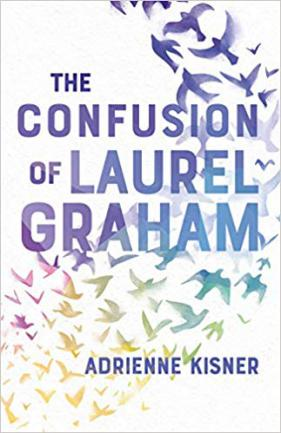 THE
CONFUSION
OF LAUREL
GRAHAM
ADRIENNE KISNER